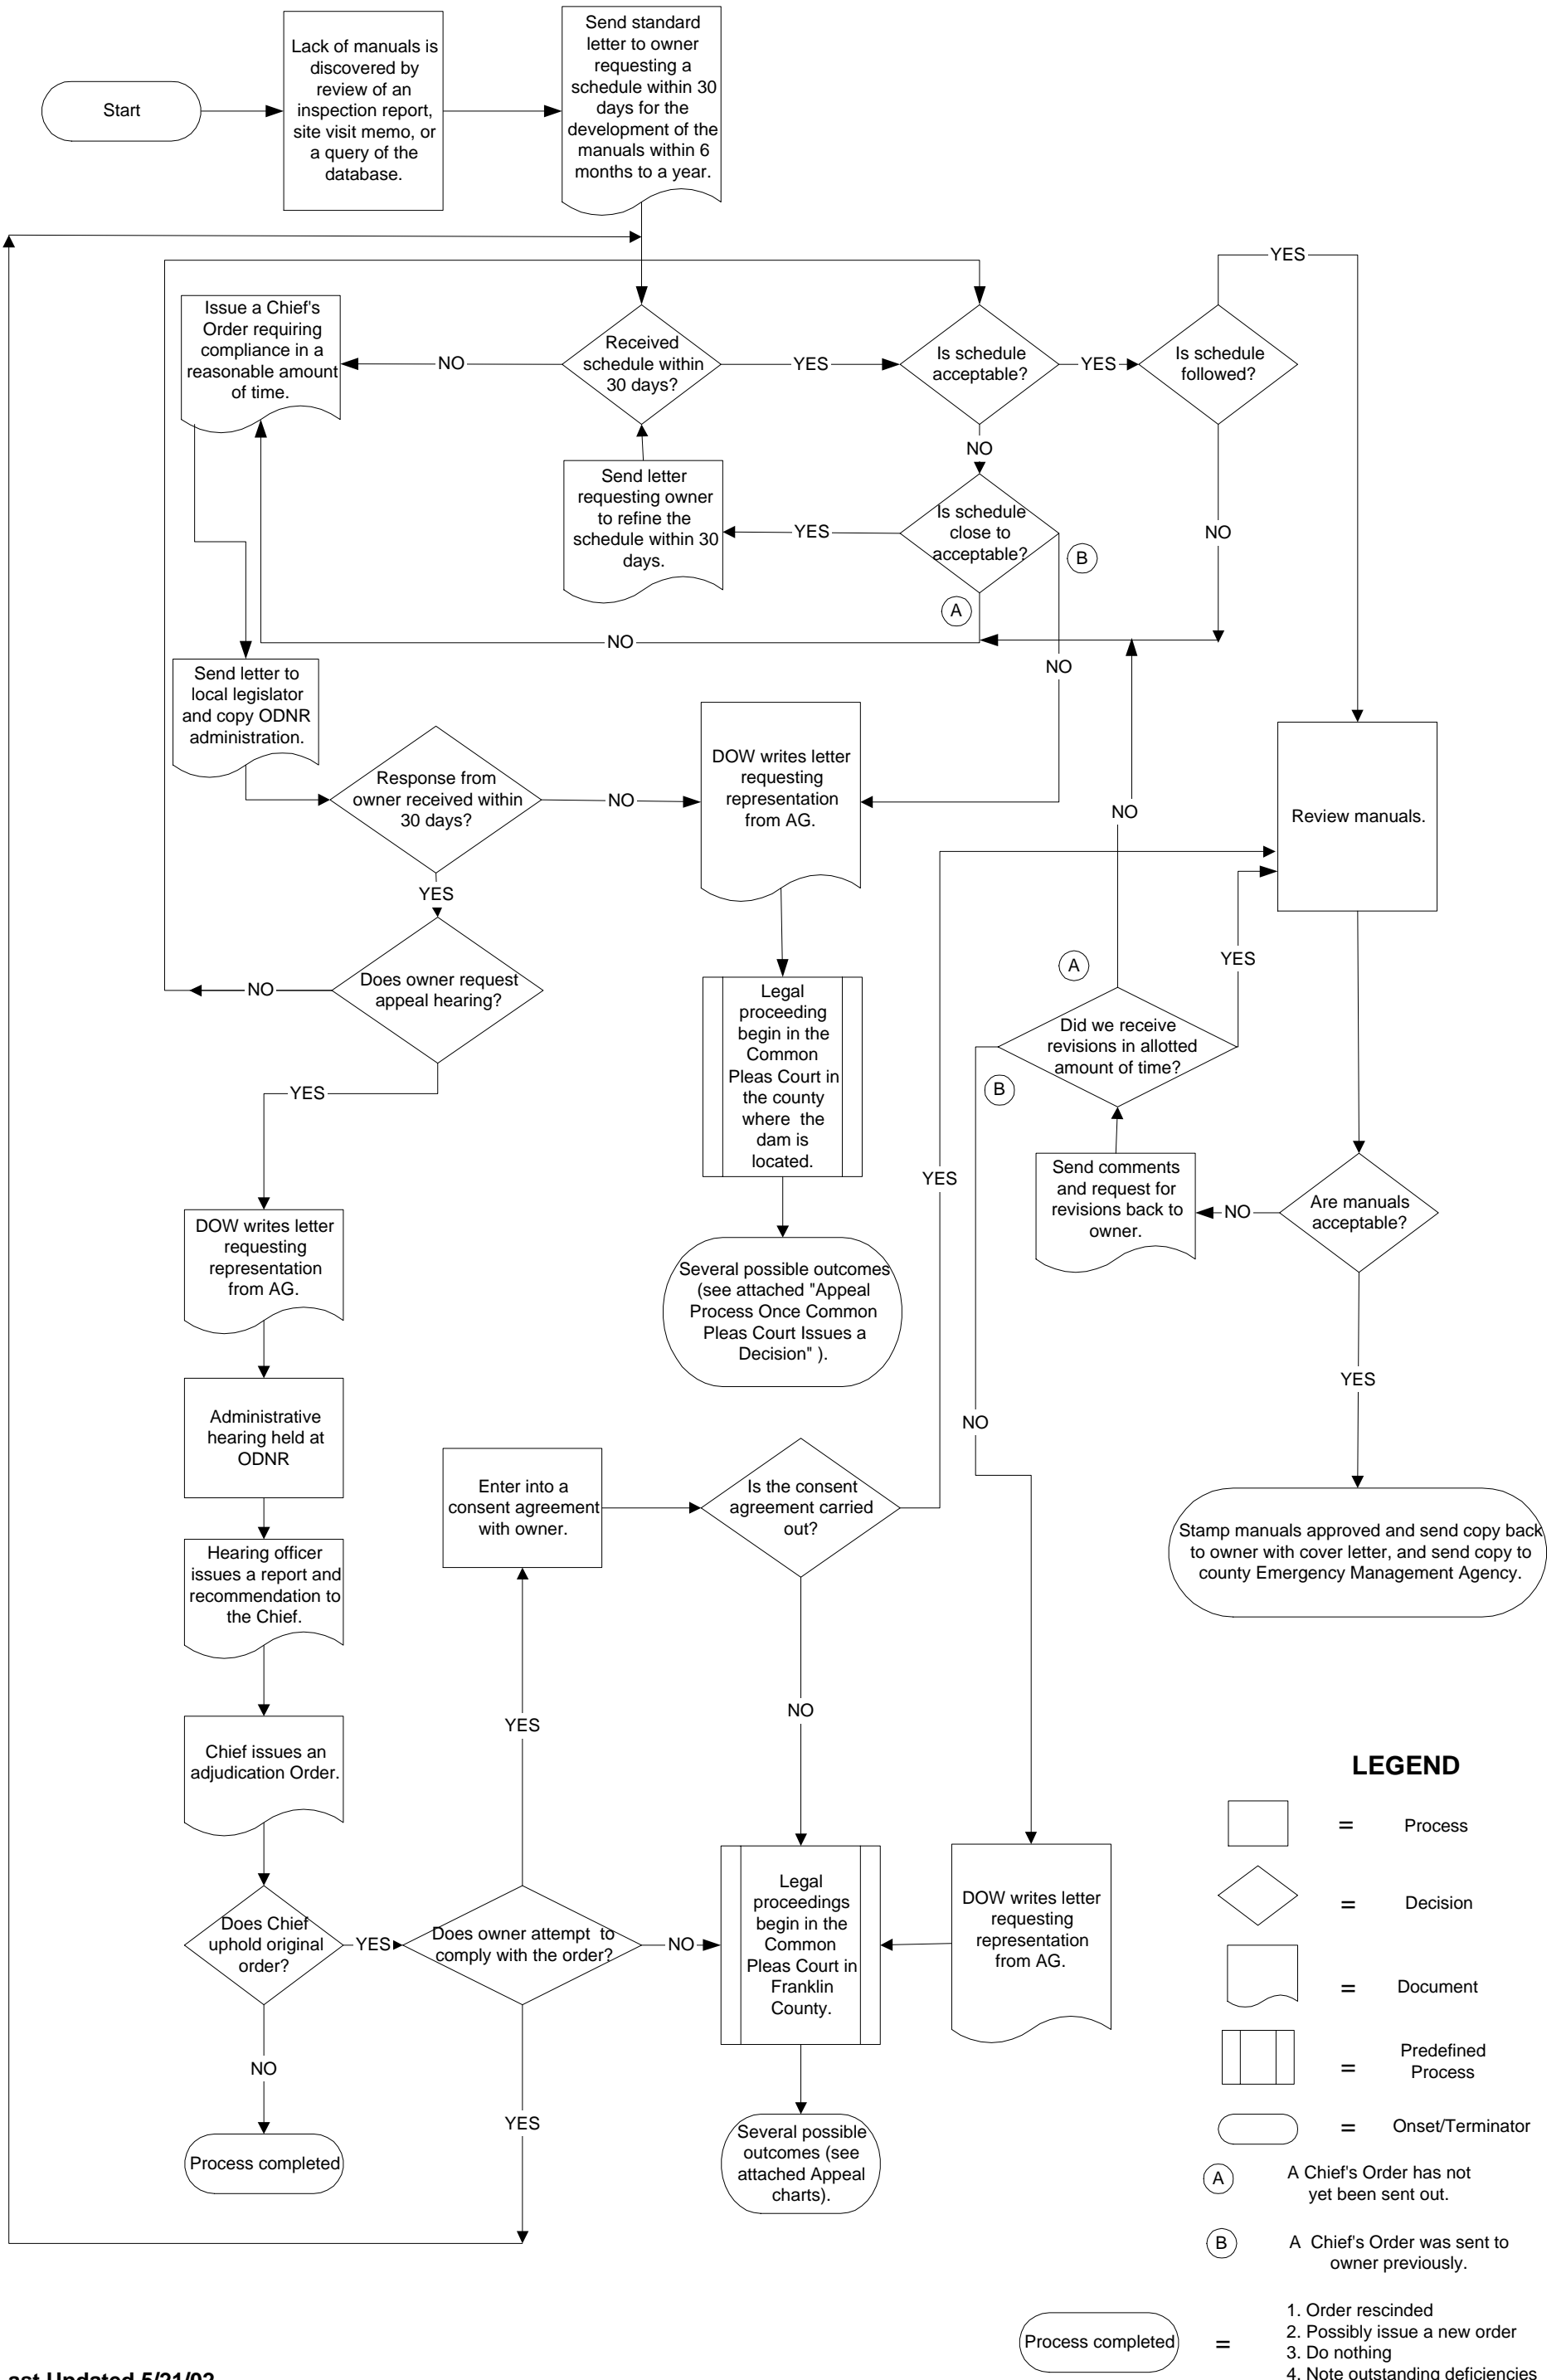 Start
Lack of manuals is
discovered by
review of an
inspection report,
site visit memo, or
a query of the
database.
Send standard
letter to owner
requesting a
schedule within 30
days for the
development of the
manuals within 6
months to a year.
YES
Issue a Chief's
Order requiring
compliance in a
reasonable amount
of time.
NO
Received
schedule within
30 days?
YES
Is schedule
acceptable?
YES
Is schedule
followed?
NO
Send letter
requesting owner
to refine the
schedule within 30
days.
YES
Is schedule
close to
acceptable?
B
NO
A
NO
NO
Send letter to
local legislator
and copy ODNR
administration.
Response from
owner received within
30 days?
NO
DOW writes letter
requesting
representation
from AG.
NO
Review manuals.
YES
Does owner request
appeal hearing?
NO
YES
Legal
proceeding
begin in the
Common
Pleas Court in
the county
where the
dam is
located.
A
YES
Did we receive
revisions in allotted
amount of time?
B
YES
Send comments
and request for
revisions back to
owner.
NO
Are manuals
acceptable?
DOW writes letter
requesting
representation
from AG.
Several possible outcomes
(see attached "Appeal
Process Once Common
Pleas Court Issues a
Decision" ).
YES
NO
Administrative
hearing held at
ODNR
Enter into a
consent agreement
with owner.
Is the consent
agreement carried
out?
Stamp manuals approved and send copy back
to owner with cover letter, and send copy to
county Emergency Management Agency.
Hearing officer
issues a report and
recommendation to
the Chief.
YES
NO
Chief issues an
adjudication Order.
Does Chief
uphold original
order?
YES
Does owner attempt to
comply with the order?
NO
Legal
proceedings
begin in the
Common
Pleas Court in
Franklin
County.
DOW writes letter
requesting
representation
from AG.
NO
YES
Process completed
Several possible
outcomes (see
attached Appeal
charts).
LEGEND
= Process
= Decision
= Document
= Predefined
Process
= Onset/Terminator
A A Chief's Order has not
yet been sent out.
B A Chief's Order was sent to
owner previously.
Process completed =
1. Order rescinded
2. Possibly issue a new order
3. Do nothing
4. Note outstanding deficiencies
ast Updated 5/21/02